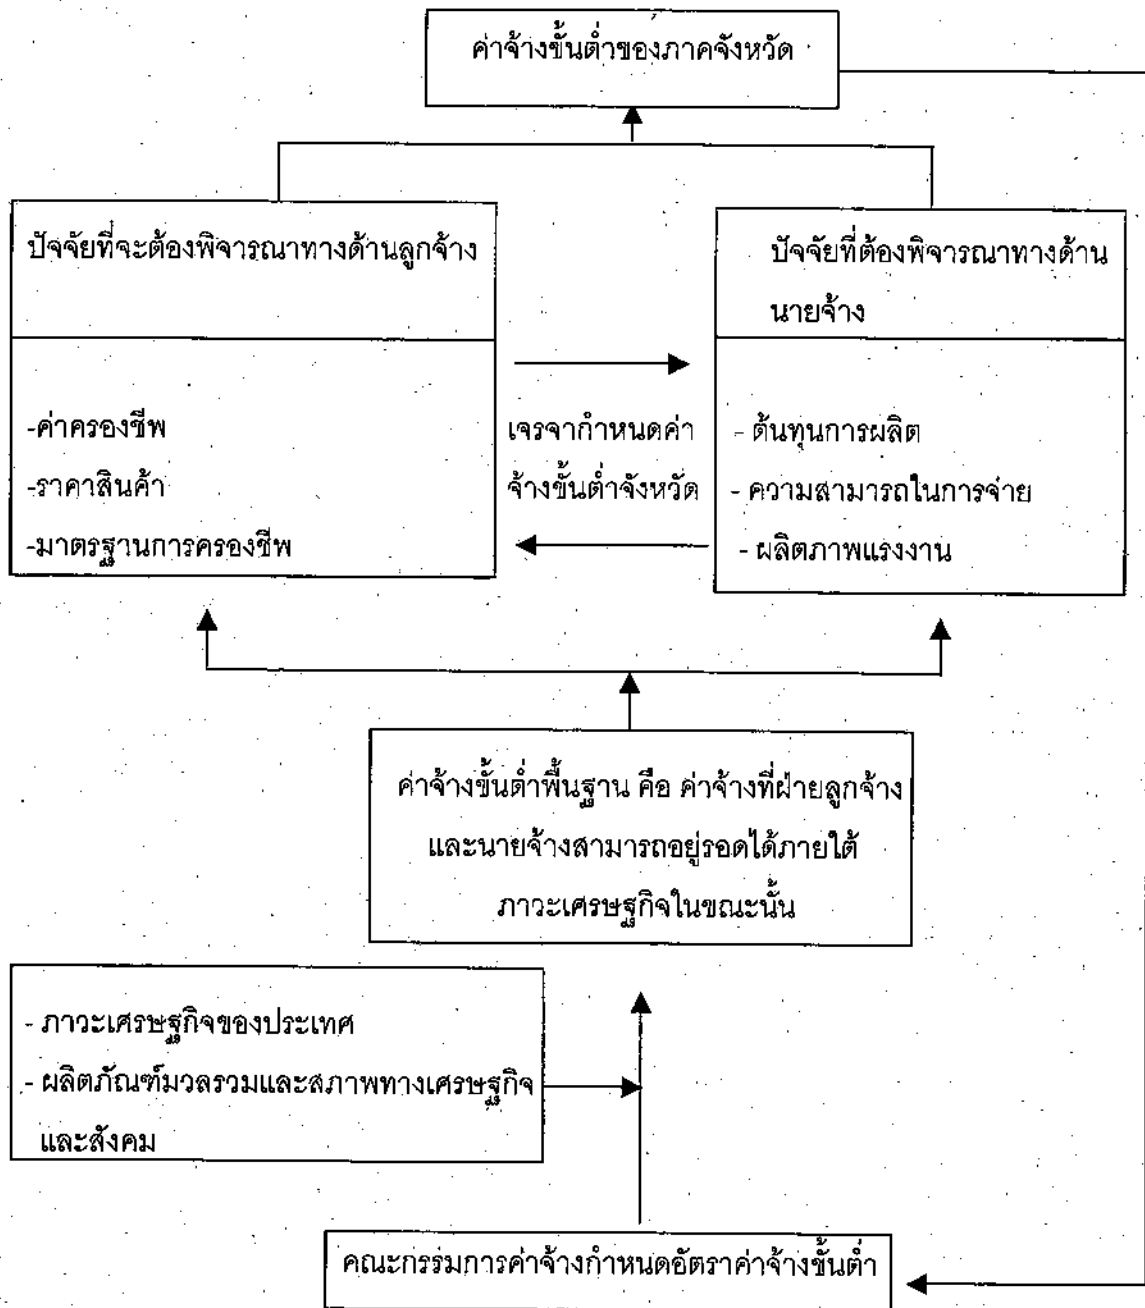 ค่าจ้างขั้นต่ำของภาคจังหวัด
ปัจจัยที่จะต้องพิจารณาทางด้านลูกจ้าง
-ค่าครองชีพ
-ราคาสินค้า
-มาตรฐานการครองชีพ
เจรจากำหนดค่า
จ้างขั้นต่ำจังหวัด
ปัจจัยที่ต้องพิจารณาทางด้าน
นายจ้าง
- ต้นทุนการผลิต
- ความสามารถในการจ่าย
- ผลิตภาพแรงงาน
ค่าจ้างขั้นต่ำพื้นฐาน คือ ค่าจ้างที่ฝ่ายลูกจ้าง
และนายจ้างสามารถอยู่รอดได้ภายใต้
ภาวะเศรษฐกิจในขณะนั้น
- ภาวะเศรษฐกิจของประเทศ
- ผลิตภัณฑ์มวลรวมและสภาพทางเศรษฐกิจ
และสังคม
คณะกรรมการค่าจ้างกำหนดอัตราค่าจ้างขั้นต่ำ